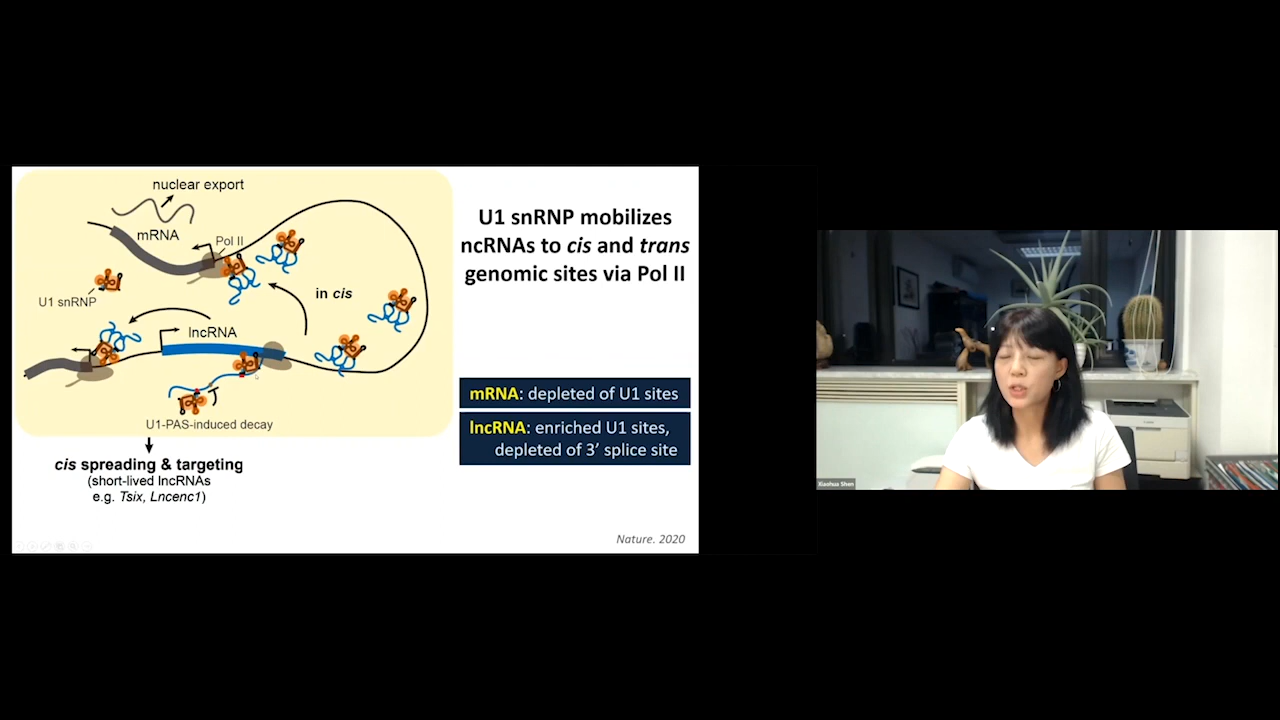 nuclear export
mRNA
Pol II
U1 snRNP
in cis
lncRNA
U1-PAS-induced decay
cis spreading & targeting
(short-lived lncRNAs
e.g. Tsix, Lncenc1)
U1 snRNP mobilizes
ncRNAs to cis and trans
genomic sites via Pol II
mRNA: depleted of U1 sites
lncRNA: enriched U1 sites,
depleted of 3’ splice site
Nature. 2020
Xiaohua Shen